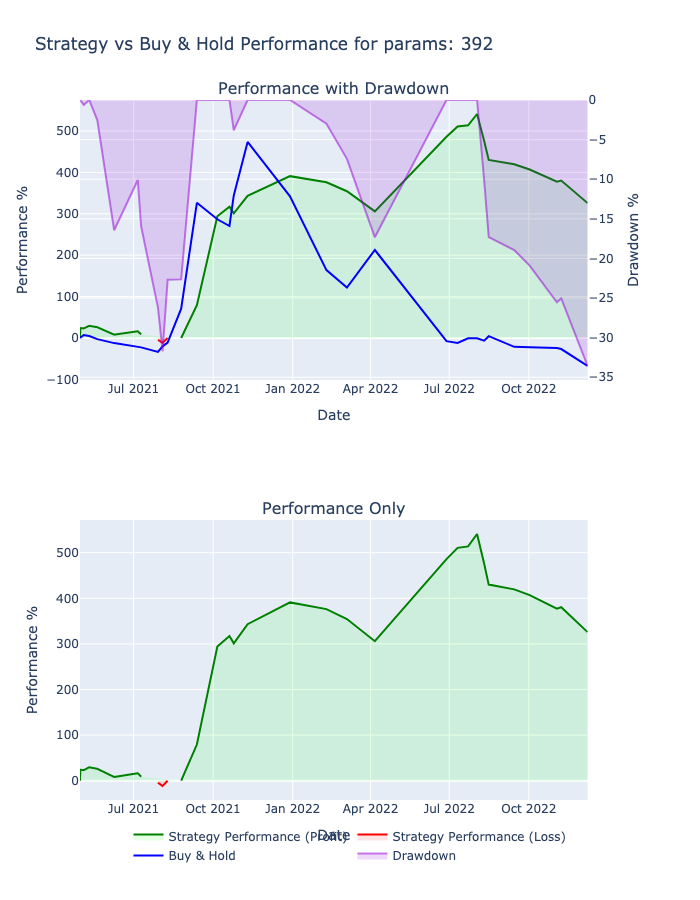 Strategy vs Buy & Hold Performance for params: 392
Performance with Drawdown
500
400
300
200
100
0
−100
Performance %
0
−5
−10
−15
−20
−25
−30
−35
Drawdown %
Jul 2021 Oct 2021 Jan 2022 Apr 2022 Jul 2022 Oct 2022
Date
Performance Only
500
400
300
200
100
0
Performance %
Jul 2021 Oct 2021 Jan 2022 Apr 2022 Jul 2022 Oct 2022
Date
Strategy Performance (Profit) Strategy Performance (Loss)
Buy & Hold Drawdown